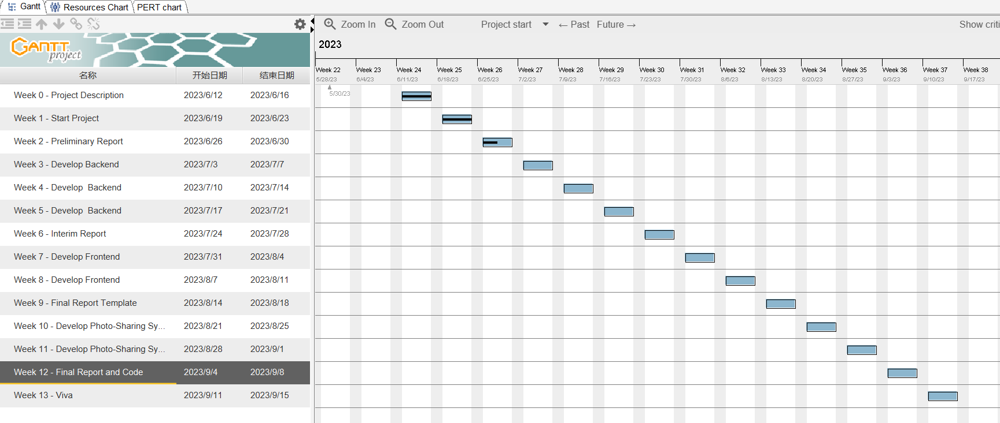 Gantt Resources Chart PERT chart
Zoom In Zoom Out Project start ← Past Future → Show criti
GANTT project
2023
Week 22 Week 23 Week 24 Week 25 Week 26 Week 27 Week 28 Week 29 Week 30 Week 31 Week 32 Week 33 Week 34 Week 35 Week 36 Week 37 Week 38
5/28/23 6/4/23 6/11/23 6/18/23 6/25/23 7/2/23 7/9/23 7/16/23 7/23/23 7/30/23 8/6/23 8/13/23 8/20/23 8/27/23 9/3/23 9/10/23 9/17/23
5/30/23
名称 开始日期 结束日期
Week 0 - Project Description 2023/6/12 2023/6/16
Week 1 - Start Project 2023/6/19 2023/6/23
Week 2 - Preliminary Report 2023/6/26 2023/6/30
Week 3 - Develop Backend 2023/7/3 2023/7/7
Week 4 - Develop  Backend 2023/7/10 2023/7/14
Week 5 - Develop  Backend 2023/7/17 2023/7/21
Week 6 - Interim Report 2023/7/24 2023/7/28
Week 7 - Develop Frontend 2023/7/31 2023/8/4
Week 8 - Develop Frontend 2023/8/7 2023/8/11
Week 9 - Final Report Template 2023/8/14 2023/8/18
Week 10 - Develop Photo-Sharing Sy... 2023/8/21 2023/8/25
Week 11 - Develop Photo-Sharing Sy... 2023/8/28 2023/9/1
Week 12 - Final Report and Code 2023/9/4 2023/9/8
Week 13 - Viva 2023/9/11 2023/9/15